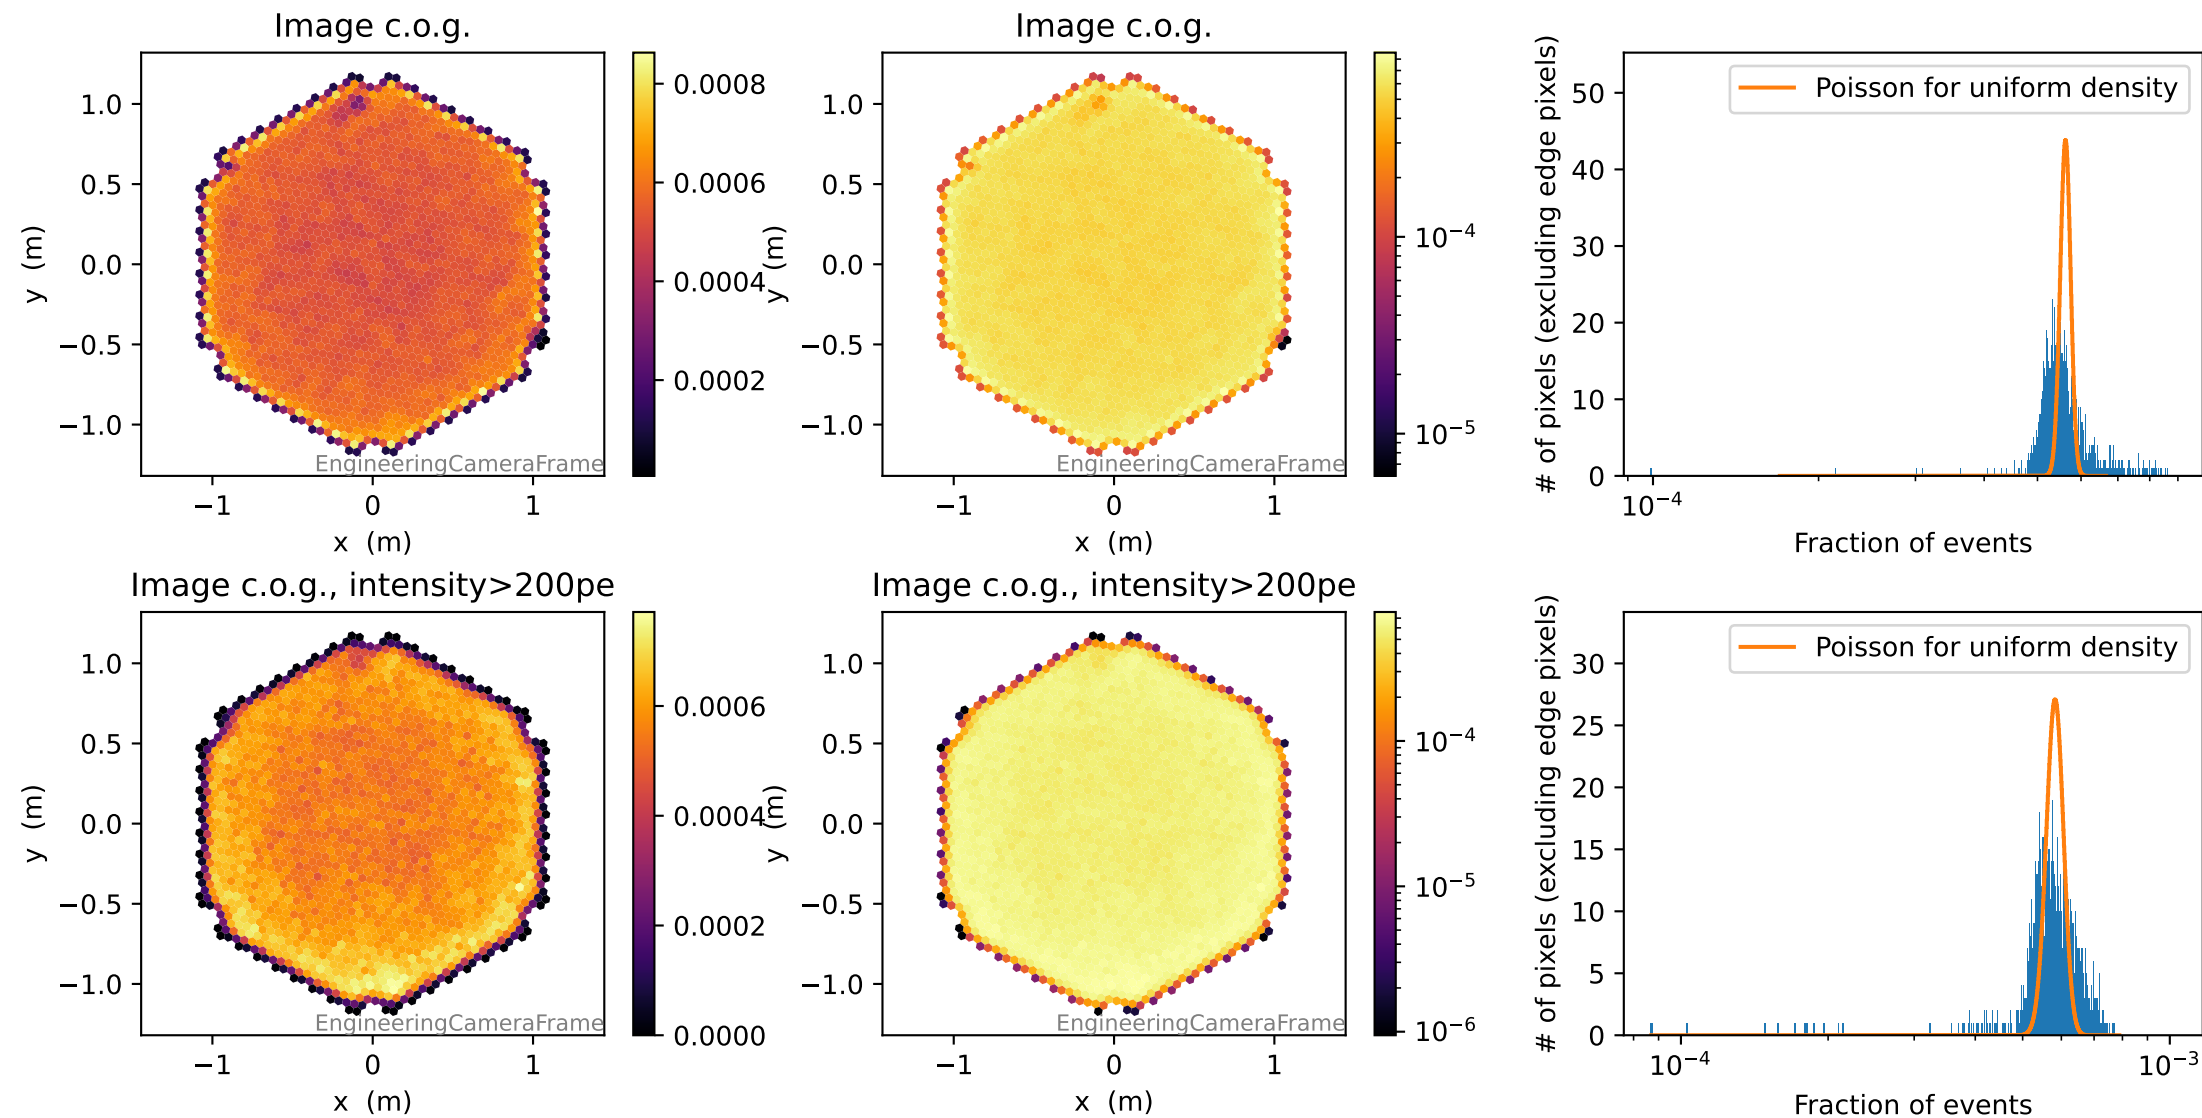 Image c.o.g.
1.0
0.5
0.0
−0.5
−1.0
y (m)
−1
0
1
x (m)
EngineeringCameraFrame
0.0008
0.0006
0.0004
0.0002
Image c.o.g.
1.0
0.5
0.0
−0.5
−1.0
y (m)
−1
0
1
x (m)
EngineeringCameraFrame
10⁻⁴
10⁻⁵
# of pixels (excluding edge pixels)
50
40
30
20
10
0
Poisson for uniform density
10⁻⁴
Fraction of events
Image c.o.g., intensity>200pe
1.0
0.5
0.0
−0.5
−1.0
y (m)
−1
0
1
x (m)
EngineeringCameraFrame
0.0006
0.0004
0.0002
0.0000
Image c.o.g., intensity>200pe
1.0
0.5
0.0
−0.5
−1.0
y (m)
−1
0
1
x (m)
EngineeringCameraFrame
10⁻⁴
10⁻⁵
10⁻⁶
# of pixels (excluding edge pixels)
30
25
20
15
10
5
0
Poisson for uniform density
10⁻⁴
10⁻³
Fraction of events